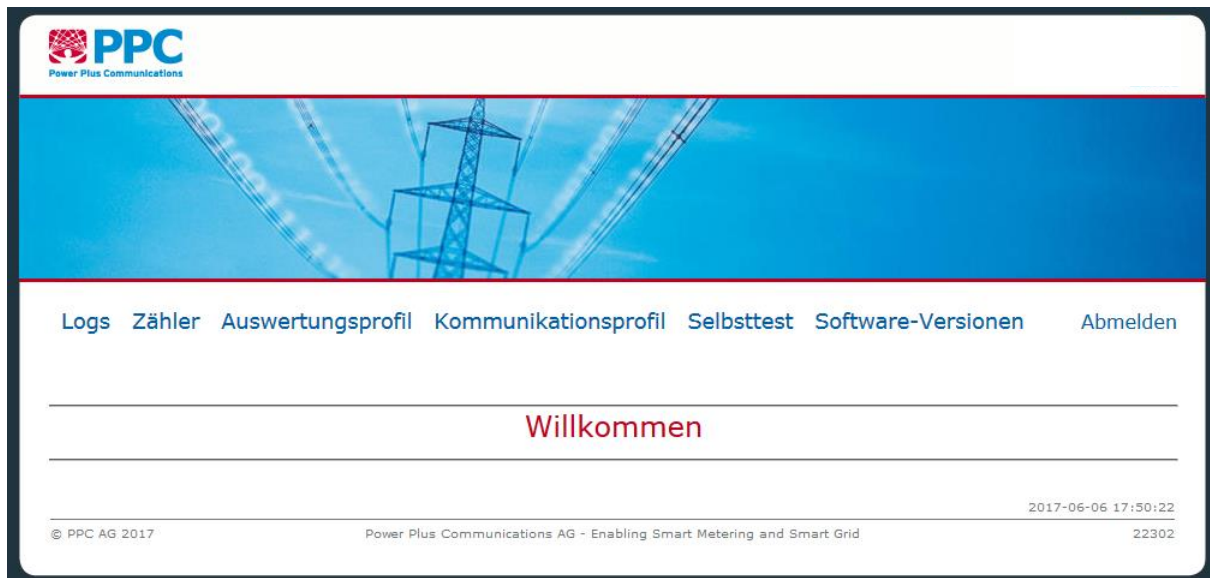 PPC
Power Plus Communications
Logs Zähler Auswertungsprofil Kommunikationsprofil Selbsttest Software-Versionen Abmelden
Willkommen
2017-06-06 17:50:22
© PPC AG 2017 Power Plus Communications AG - Enabling Smart Metering and Smart Grid 22302